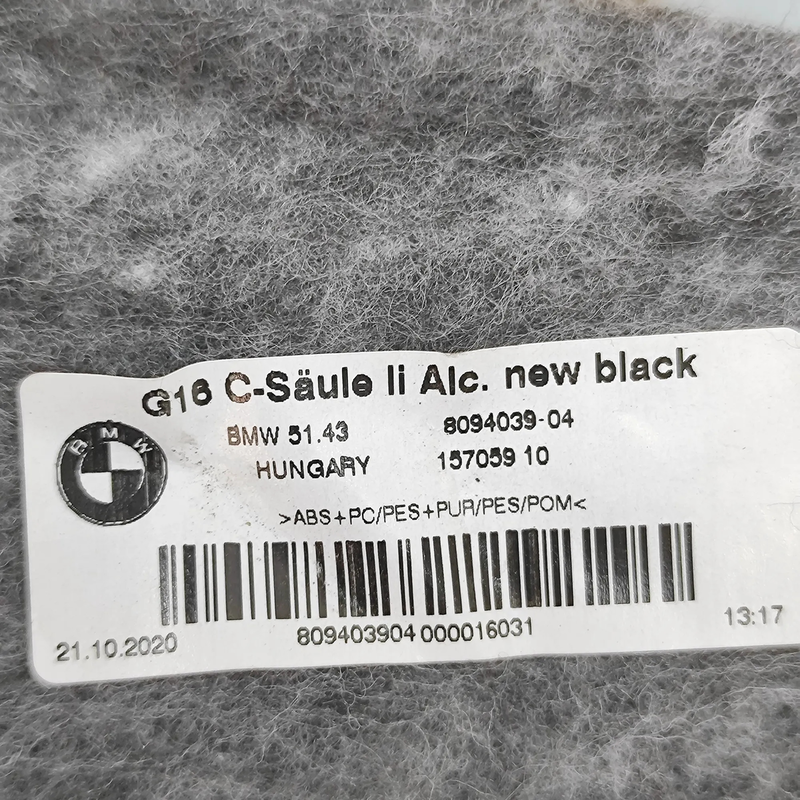 G16 C-Säule li Alc. new black
BMW 51.43 8094039-04
HUNGARY 157059 10
>ABS+PC/PES+PUR/PES/POM<
BMW
809403904 000016031
21.10.2020
13:17